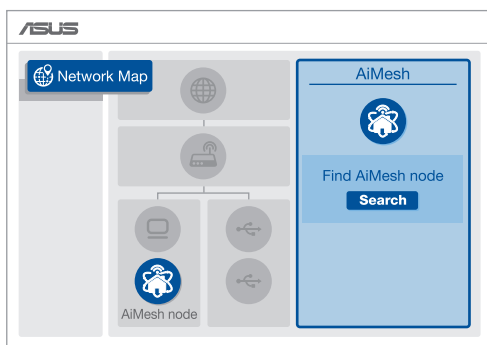 ASUS
Network Map
AiMesh
Find AiMesh node
Search
AiMesh node